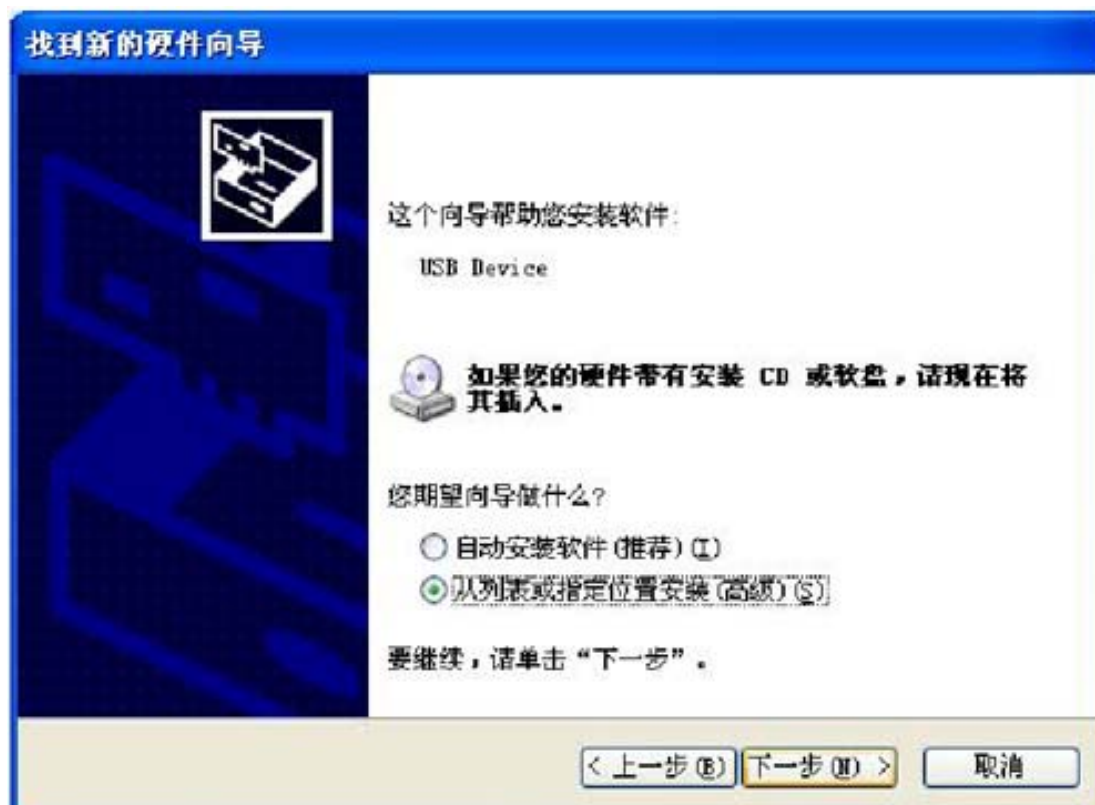 找到新的硬件向导
这个向导帮助您安装软件:
USB Device
如果您的硬件带有安装 CD 或软盘，请现在将
其插入。
您期望向导做什么?
自动安装软件(推荐)(I)
从列表或指定位置安装(高级)(S)
要继续，请单击“下一步”。
< 上一步(B) 下一步(N) > 取消